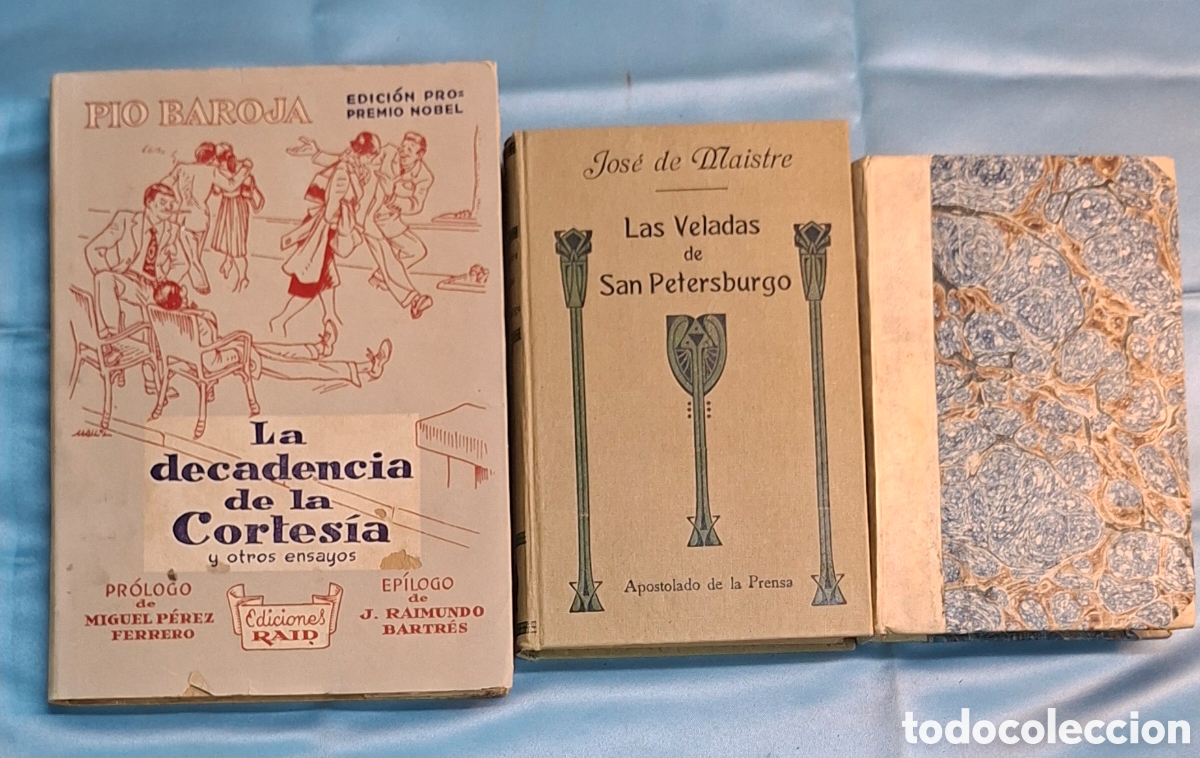 PIO BAROJA
EDICIÓN PRO=
PREMIO NOBEL
La
decadencia
de la
Cortesía
y otros ensayos
PRÓLOGO
de
MIGUEL PÉREZ
FERRERO
Ediciones
RAID
EPÍLOGO
de
J. RAIMUNDO
BARTRÉS
José de Maistre
Las Veladas
de
San Petersburgo
Apostolado de la Prensa
todocoleccion